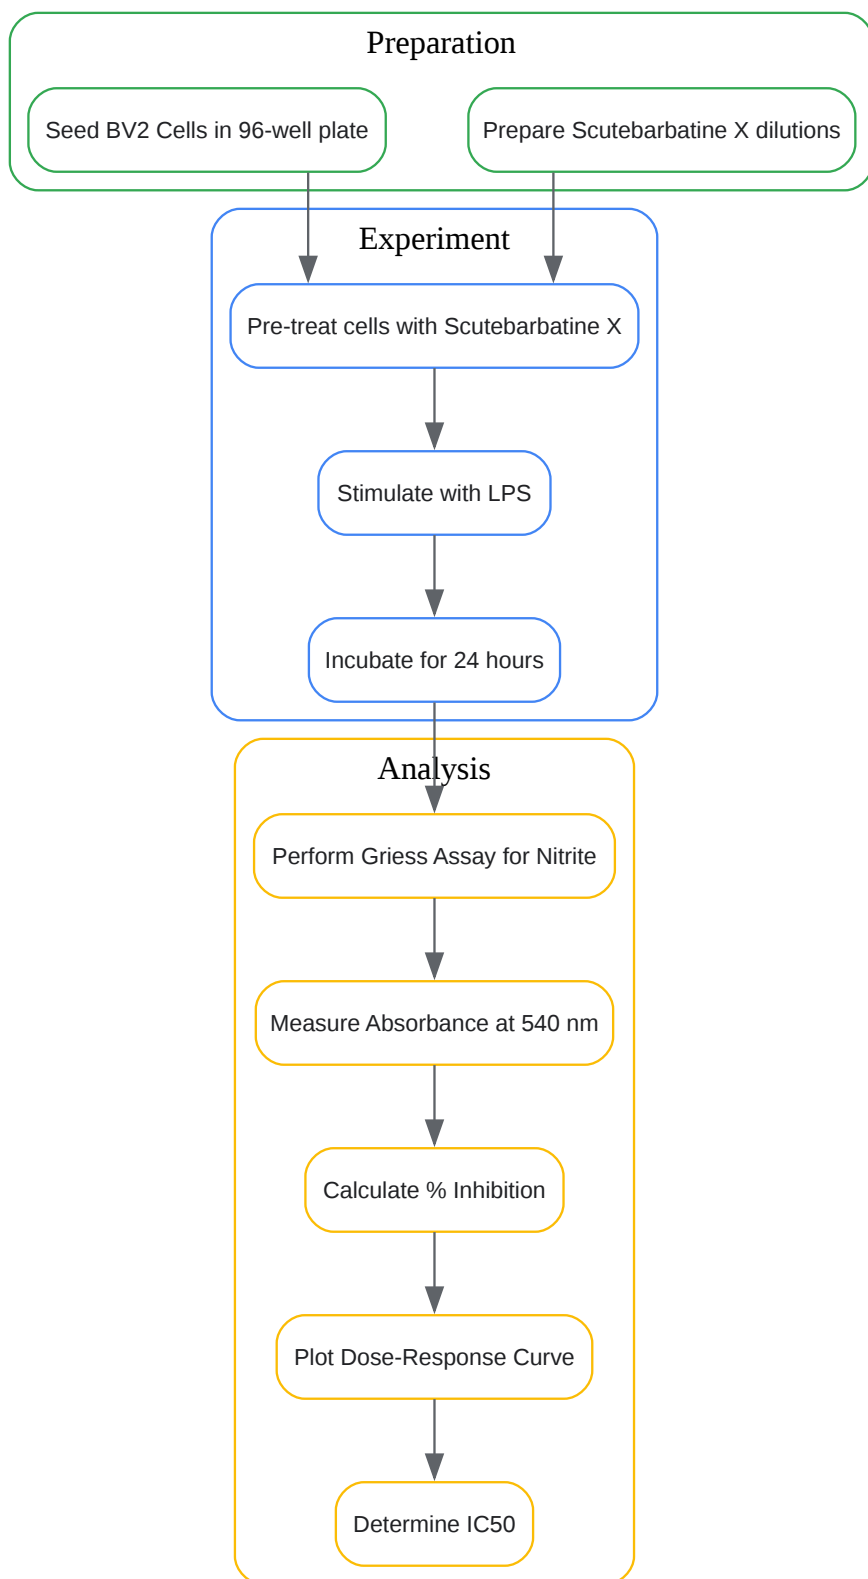 Preparation
Seed BV2 Cells in 96-well plate
Prepare Scutebarbatine X dilutions
Experiment
Pre-treat cells with Scutebarbatine X
Stimulate with LPS
Incubate for 24 hours
Analysis
Perform Griess Assay for Nitrite
Measure Absorbance at 540 nm
Calculate % Inhibition
Plot Dose-Response Curve
Determine IC50